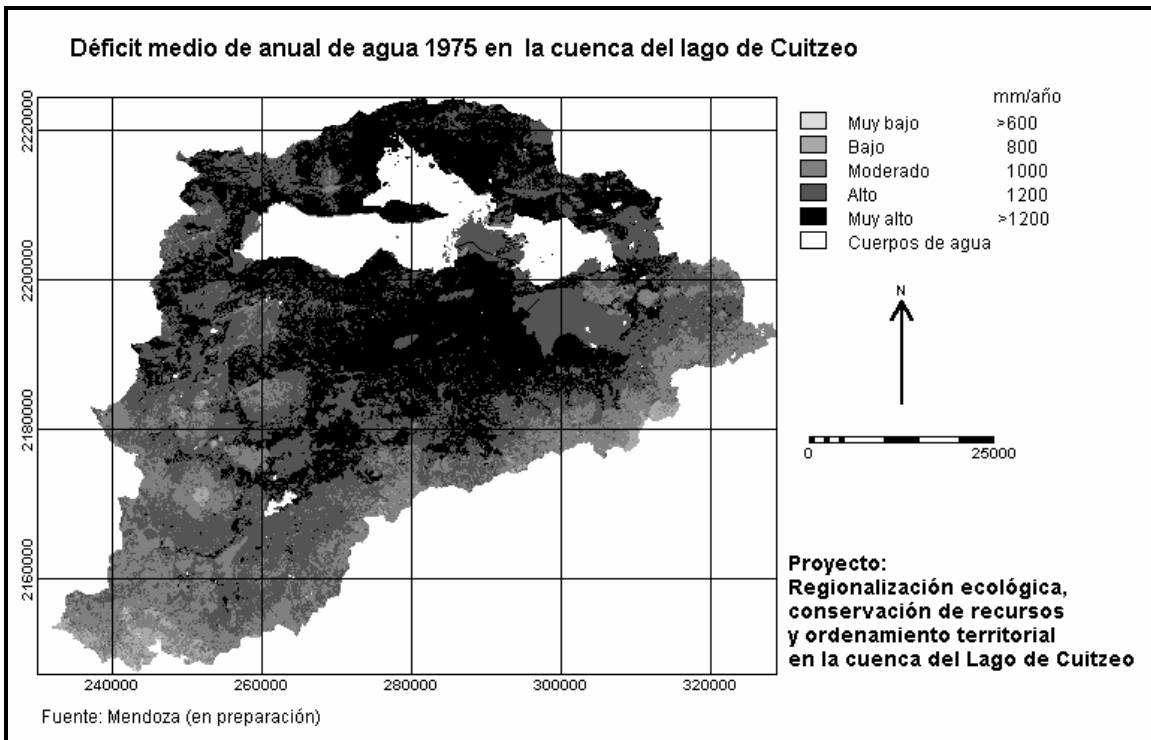 Déficit medio de anual de agua 1975 en la cuenca del lago de Cuitzeo
mm/año
Muy bajo >600
Bajo 800
Moderado 1000
Alto 1200
Muy alto >1200
Cuerpos de agua
2220000
2200000
2180000
2160000
N
0 25000
Proyecto:
Regionalización ecológica,
conservación de recursos
y ordenamiento territorial
en la cuenca del Lago de Cuitzeo
240000 260000 280000 300000 320000
Fuente: Mendoza (en preparación)